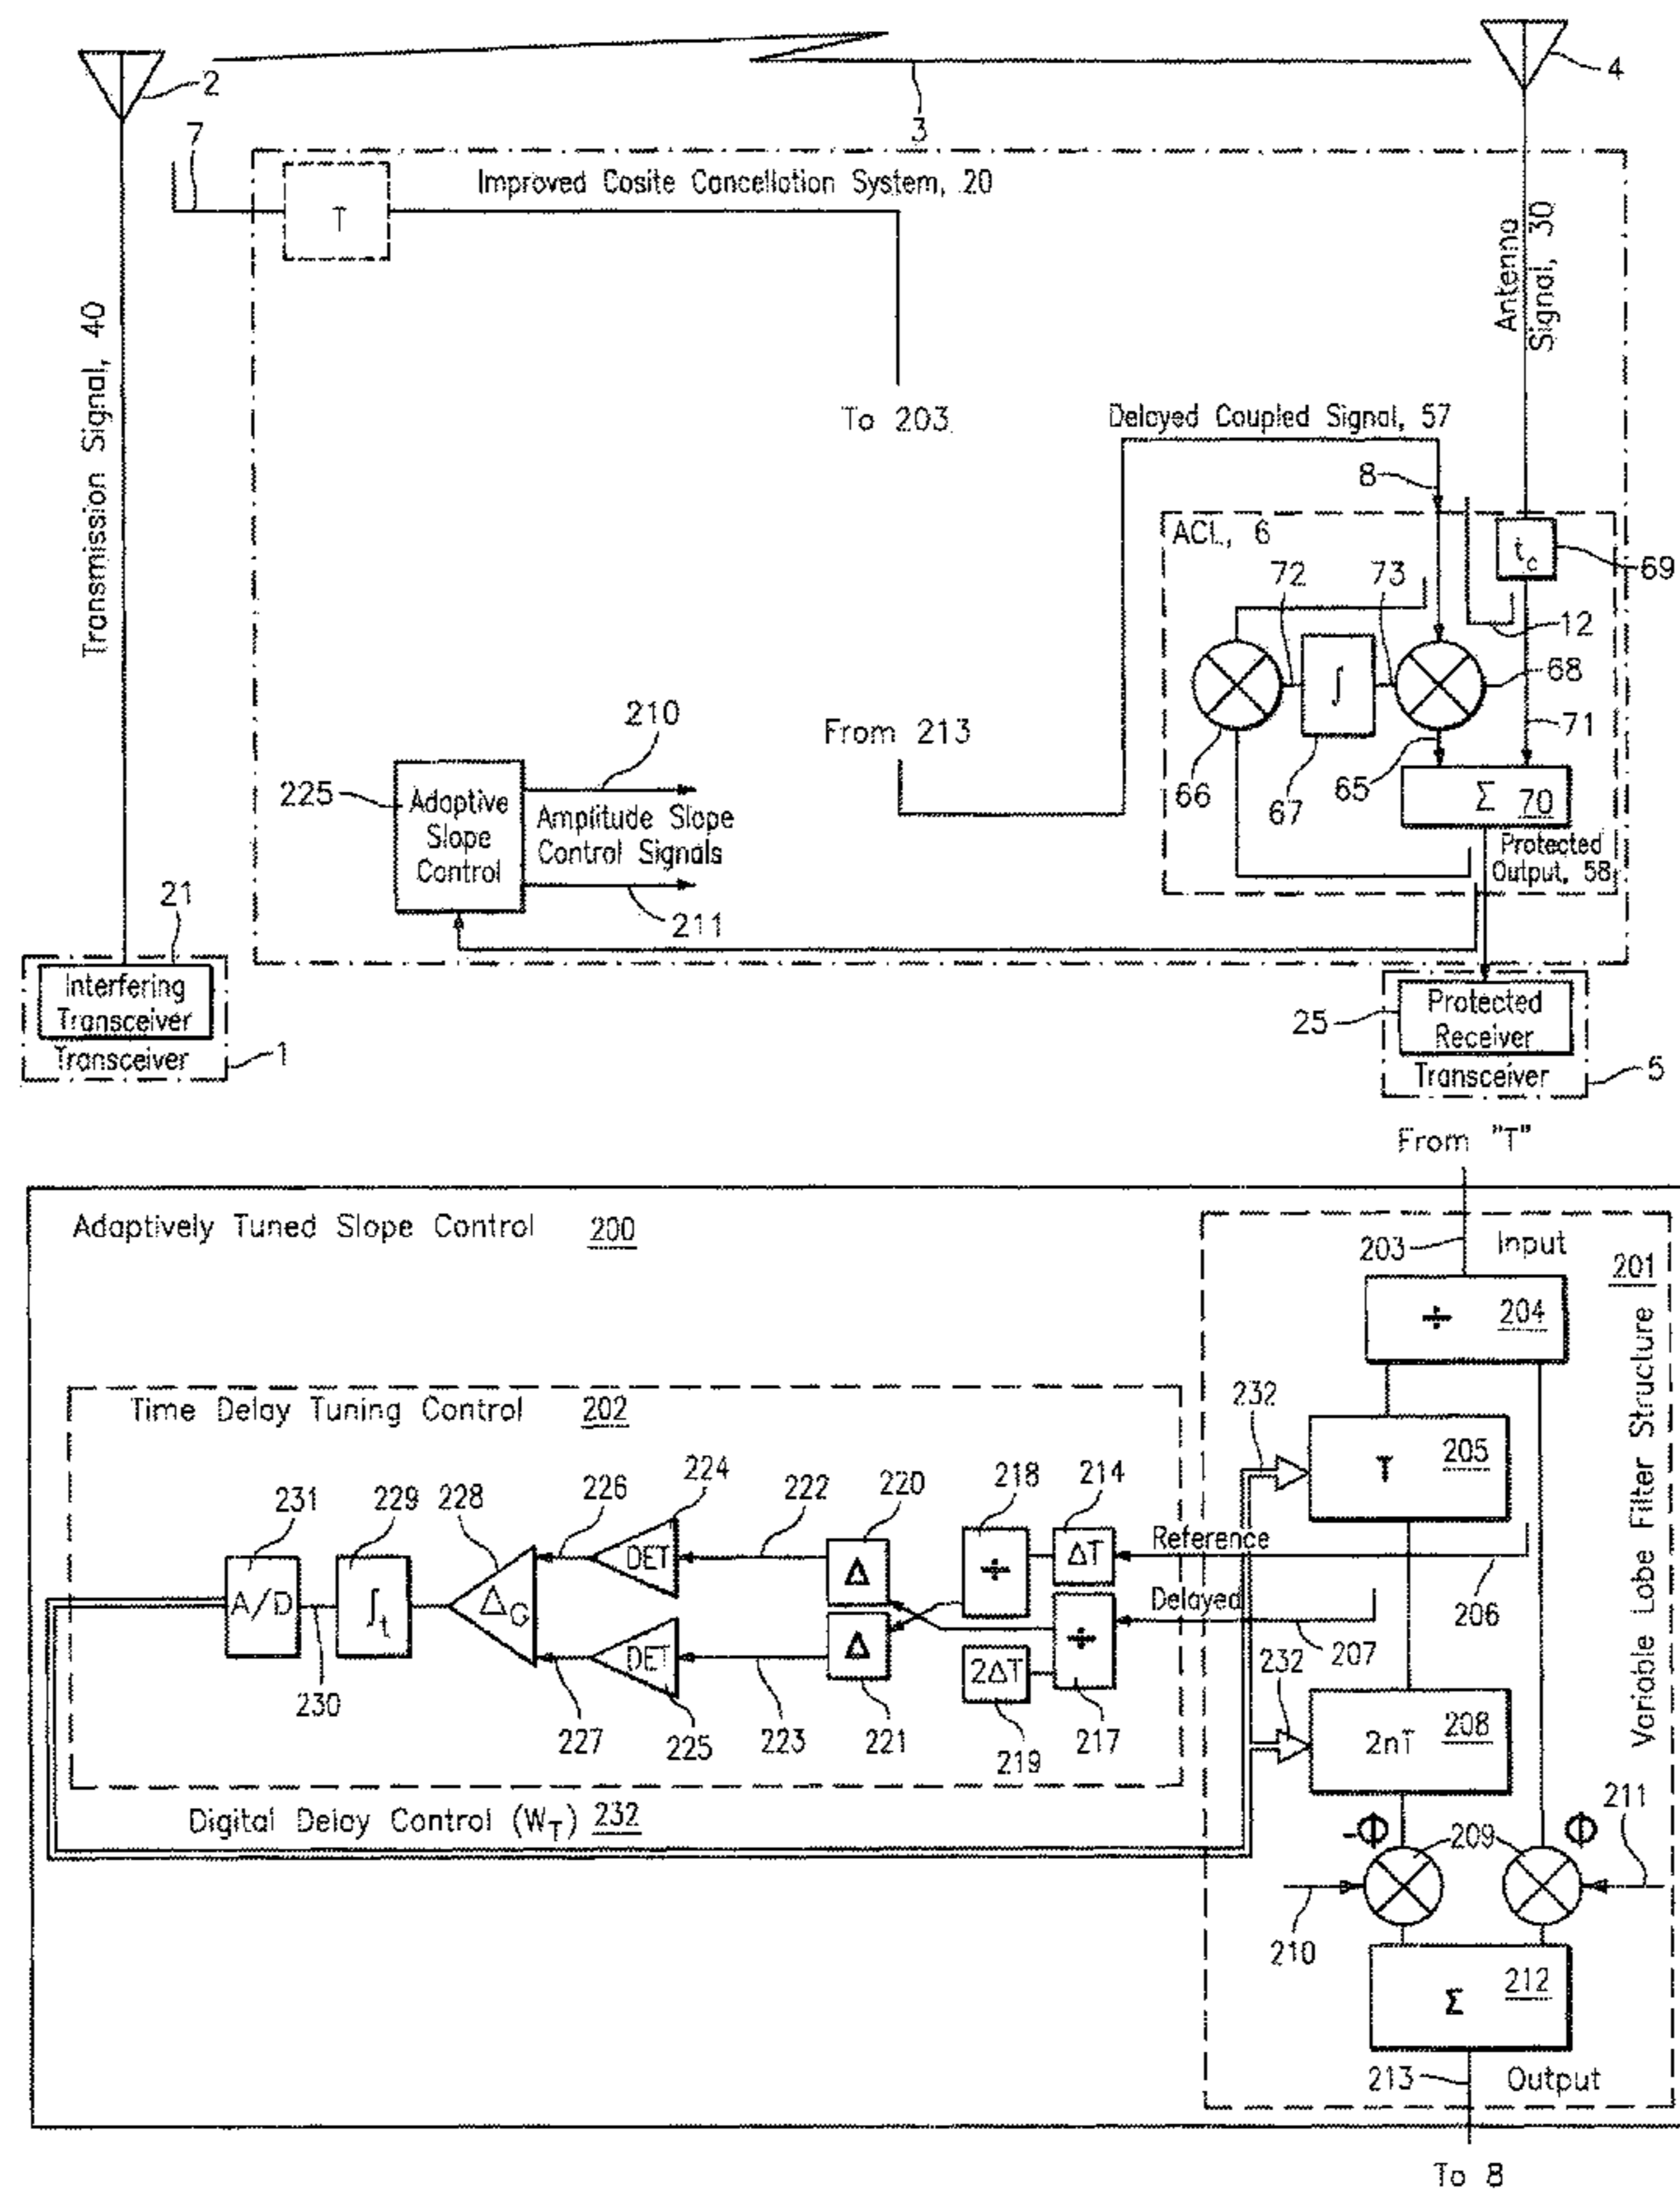 2
4
7
3
Improved Cosite Cancellation System, 20
T
Transmission Signal, 40
Antenna
Signal, 30
To 203
Delayed Coupled Signal, 57
8
ACL, 6
tc
69
72
73
12
∫
68
71
66
67
65
Σ 70
Protected
Output, 58
From 213
210
225
Adaptive
Slope
Control
Amplitude Slope
Control Signals
211
21
Interfering
Transceiver
Transceiver
1
25
Protected
Receiver
Transceiver
5
From "T"
Adaptively Tuned Slope Control 200
203
Input
201
÷ 204
Variable Lobe Filter Structure
Time Delay Tuning Control 202
232
T 205
231
229
228
226
224
222
220
218
214
A/D
∫t
ΔG
DET
Δ
÷
ΔT
Reference
206
Delayed
207
DET
Δ
2ΔT
÷
230
227
225
223
221
219
217
232
2nT 208
Digital Delay Control (WT) 232
-Φ
209
Φ
211
210
Σ 212
213
Output
To 8